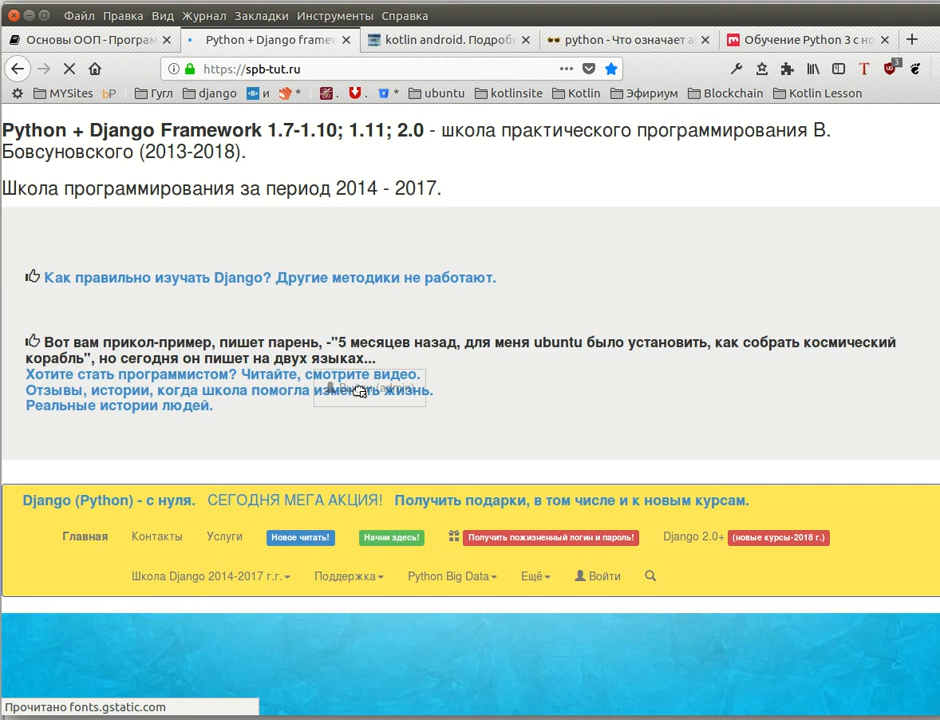 Файл Правка Вид Журнал Закладки Инструменты Справка
Основы ООП - Програм Python + Django framew kotlin android. Подроб python - Что означает a Обучение Python 3 с но
https://spb-tut.ru
MYSites bP Гугл django и ubuntu kotlinsite Kotlin Эфириум Blockchain Kotlin Lesson
Python + Django Framework 1.7-1.10; 1.11; 2.0 - школа практического программирования В.
Бовсуновского (2013-2018).
Школа программирования за период 2014 - 2017.
Как правильно изучать Django? Другие методики не работают.
Вот вам прикол-пример, пишет парень, -"5 месяцев назад, для меня ubuntu было установить, как собрать космический
корабль", но сегодня он пишет на двух языках...
Хотите стать программистом? Читайте, смотрите видео.
Отзывы, истории, когда школа помогла изменить жизнь.
Реальные истории людей.
Django (Python) - с нуля. СЕГОДНЯ МЕГА АКЦИЯ! Получить подарки, в том числе и к новым курсам.
Главная Контакты Услуги Новое читать! Начни здесь! Получить пожизненный логин и пароль! Django 2.0+ (новые курсы-2018 г.)
Школа Django 2014-2017 г.г. Поддержка Python Big Data Ещё Войти
Прочитано fonts.gstatic.com